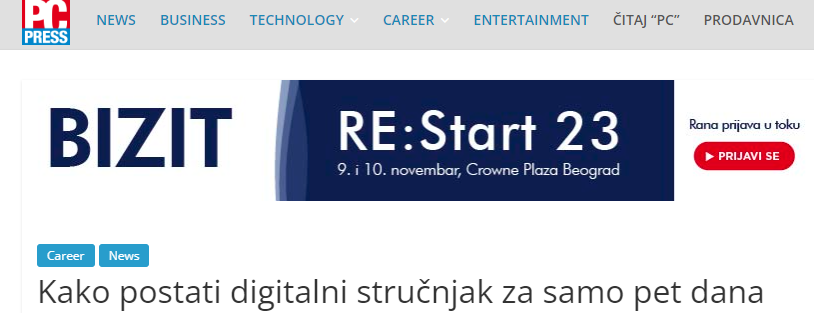 PC
PRESS
NEWS BUSINESS TECHNOLOGY CAREER ENTERTAINMENT ČITAJ “PC” PRODAVNICA
BIZIT
RE:Start 23
9. i 10. novembar, Crowne Plaza Beograd
Rana prijava u toku
PRIJAVI SE
Career News
Kako postati digitalni stručnjak za samo pet dana